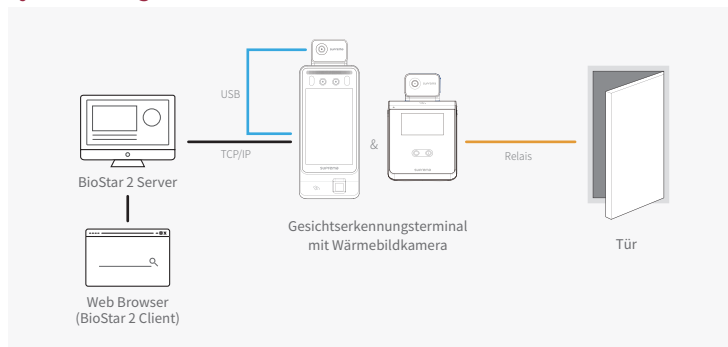 USB
TCP/IP
&
Relais
BioStar 2 Server
Gesichtserkennungsterminal
mit Wärmebildkamera
Tür
Web Browser
(BioStar 2 Client)